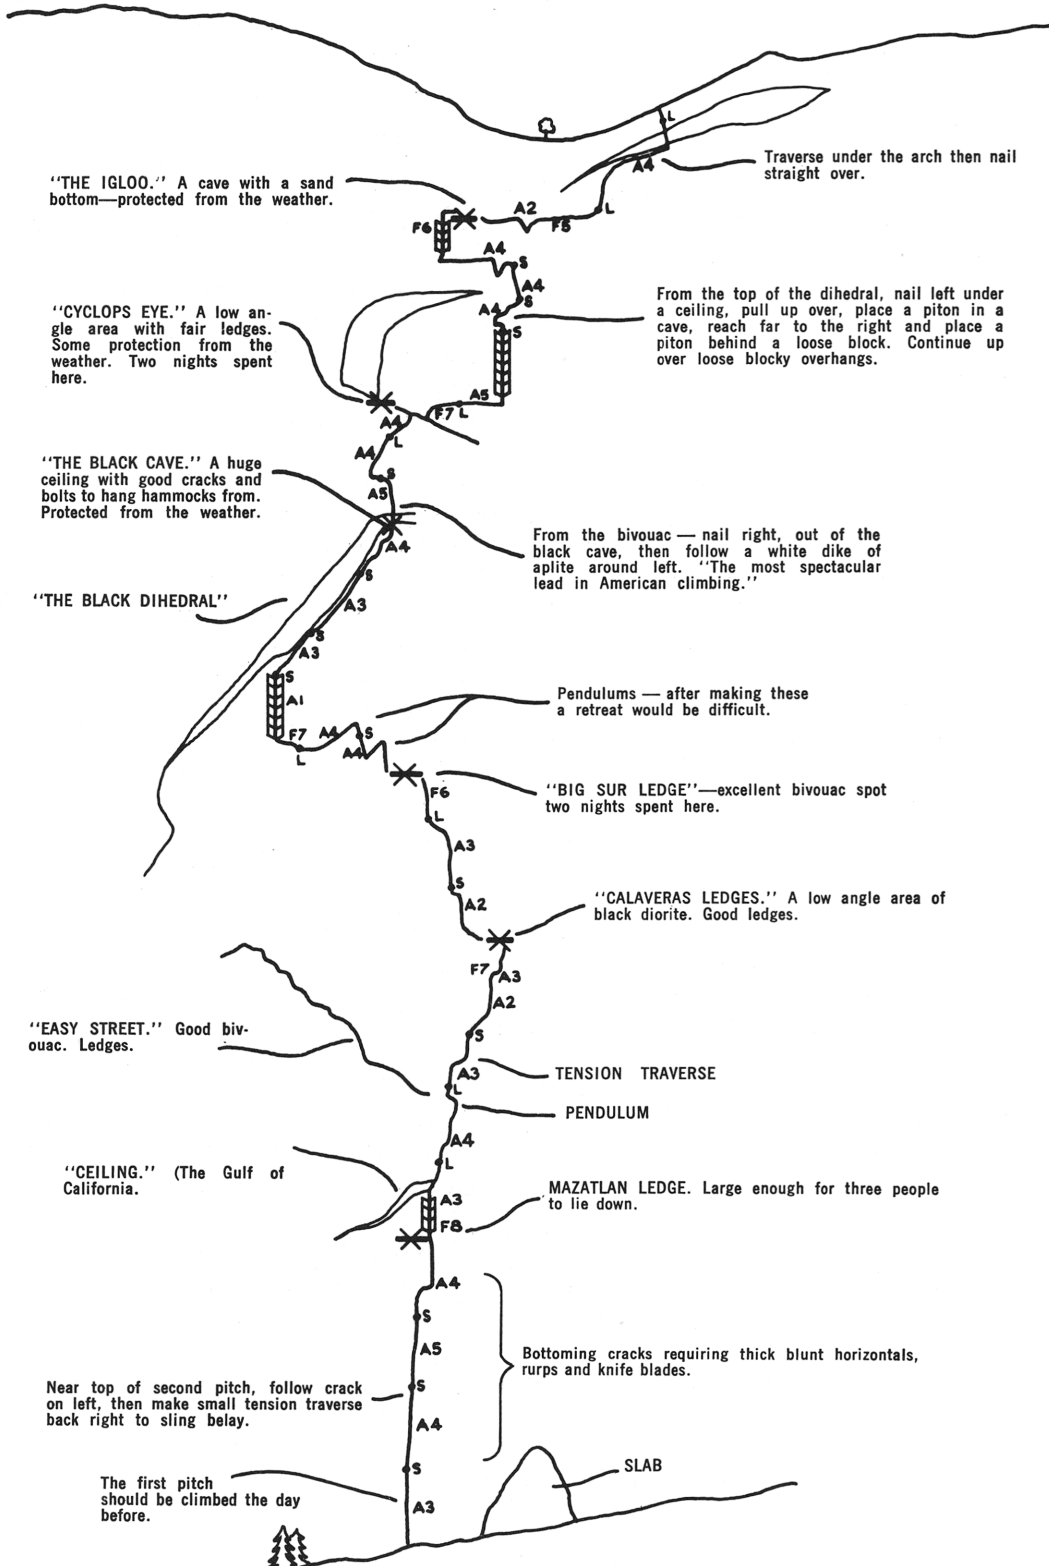 L
Traverse under the arch then nail
straight over.
A4
"THE IGLOO." A cave with a sand
bottom—protected from the weather.
L
A2
F5
F6
A4
S
A4
S
A4
S
"CYCLOPS EYE." A low an-
gle area with fair ledges.
Some protection from the
weather. Two nights spent
here.
From the top of the dihedral, nail left under
a ceiling, pull up over, place a piton in a
cave, reach far to the right and place a
piton behind a loose block. Continue up
over loose blocky overhangs.
A5
F7 L
A4
L
A4
S
A5
"THE BLACK CAVE." A huge
ceiling with good cracks and
bolts to hang hammocks from.
Protected from the weather.
From the bivouac — nail right, out of the
black cave, then follow a white dike of
aplite around left. "The most spectacular
lead in American climbing."
A4
S
A3
"THE BLACK DIHEDRAL"
S
A3
S
A1
Pendulums — after making these
a retreat would be difficult.
F7
L
A4
S
A4
"BIG SUR LEDGE"—excellent bivouac spot
two nights spent here.
F6
L
A3
S
A2
"CALAVERAS LEDGES." A low angle area of
black diorite. Good ledges.
F7
A3
A2
S
"EASY STREET." Good biv-
ouac. Ledges.
A3
TENSION TRAVERSE
L
PENDULUM
A4
L
"CEILING." (The Gulf of
California.
A3
F8
MAZATLAN LEDGE. Large enough for three people
to lie down.
A4
S
A5
Bottoming cracks requiring thick blunt horizontals,
rurps and knife blades.
S
Near top of second pitch, follow crack
on left, then make small tension traverse
back right to sling belay.
A4
S
SLAB
The first pitch
should be climbed the day
before.
A3